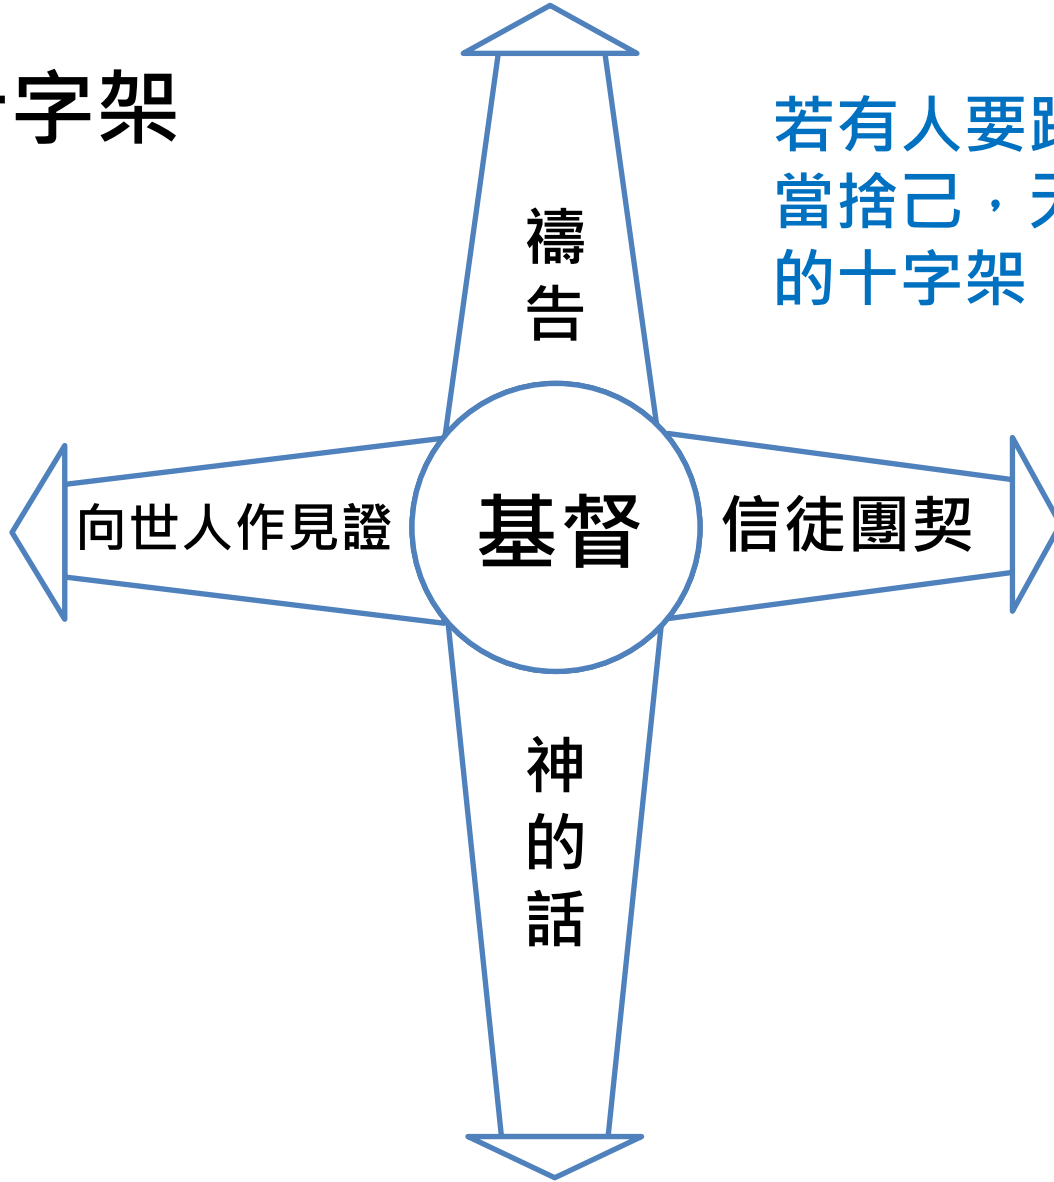 字架
若有人要
當捨己，
的十字架
禱告
向世人作見證
基督
信徒團契
神的話